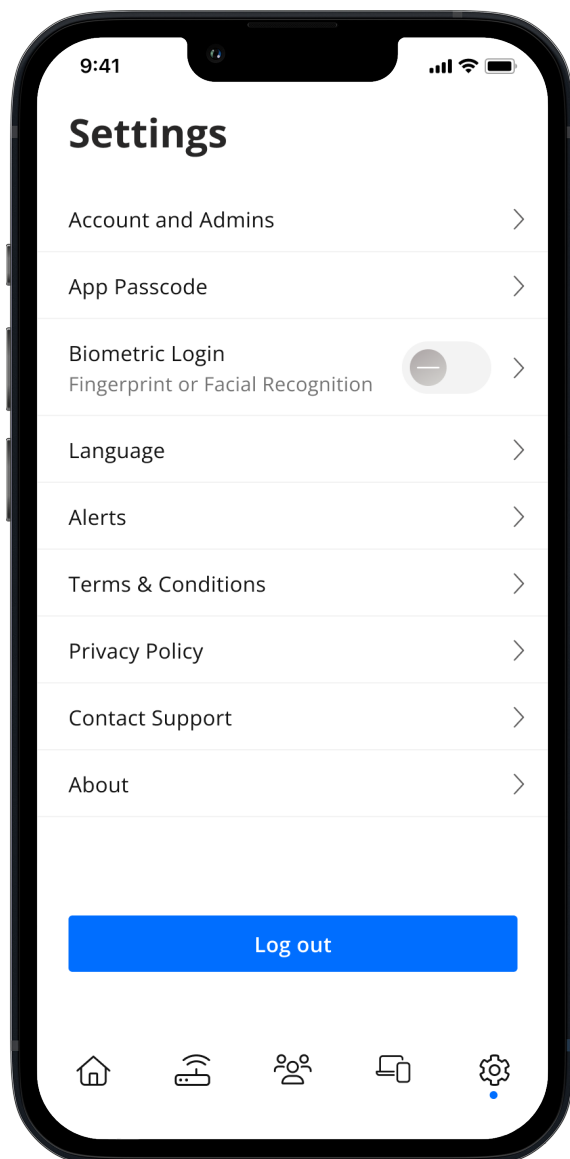 9:41
Settings
Account and Admins
App Passcode
Biometric Login
Fingerprint or Facial Recognition
Language
Alerts
Terms & Conditions
Privacy Policy
Contact Support
About
Log out